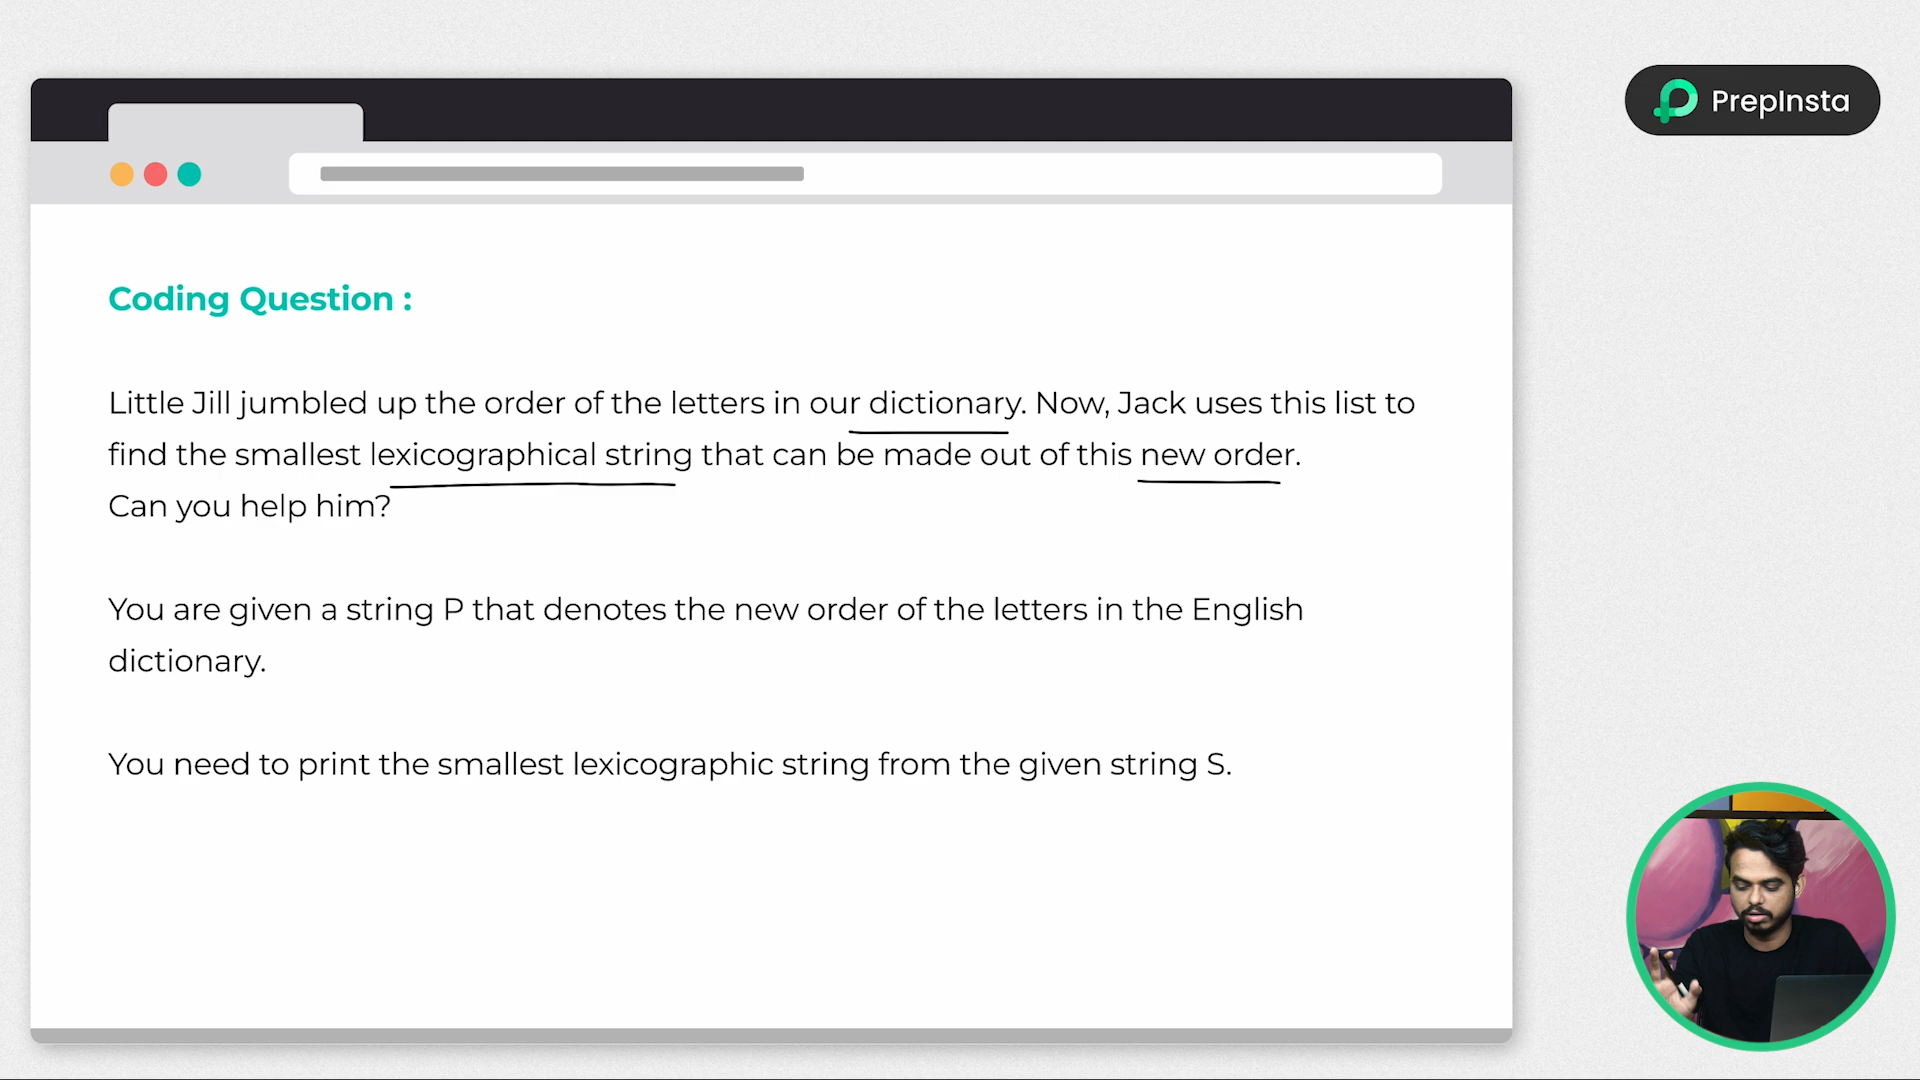 PrepInsta
Coding Question :
Little Jill jumbled up the order of the letters in our dictionary. Now, Jack uses this list to
find the smallest lexicographical string that can be made out of this new order.
Can you help him?
You are given a string P that denotes the new order of the letters in the English
dictionary.
You need to print the smallest lexicographic string from the given string S.